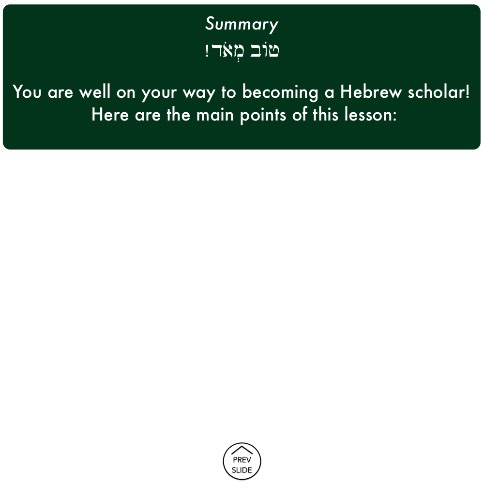 Summary
טוֹב מְאֹד!
You are well on your way to becoming a Hebrew scholar!
Here are the main points of this lesson:
PREV
SLIDE